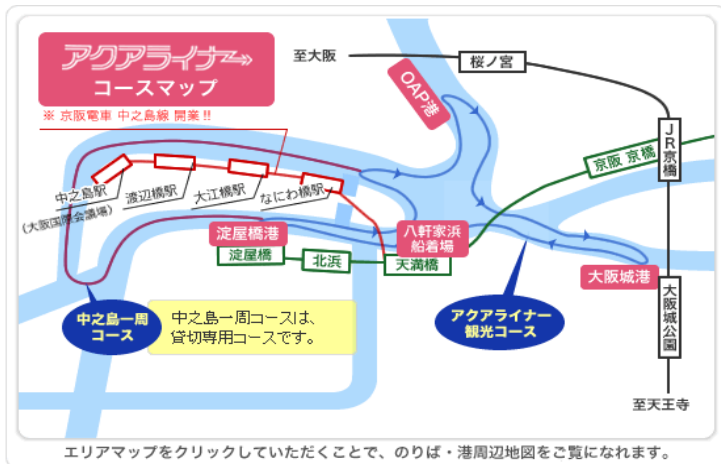 アクアライナー
コースマップ
※ 京阪電車 中之島線 開業!!
至大阪
桜ノ宮
OAP港
JR京橋
京阪 京橋
中之島駅
(大阪国際会議場)
渡辺橋駅
大江橋駅
なにわ橋駅
淀屋橋港
淀屋橋
北浜
天満橋
八軒家浜
船着場
大阪城港
大阪城公園
中之島一周
コース
中之島一周コースは、
貸切専用コースです。
アクアライナー
観光コース
至天王寺
エリアマップをクリックしていただくことで、のりば・港周辺地図をご覧になれます。